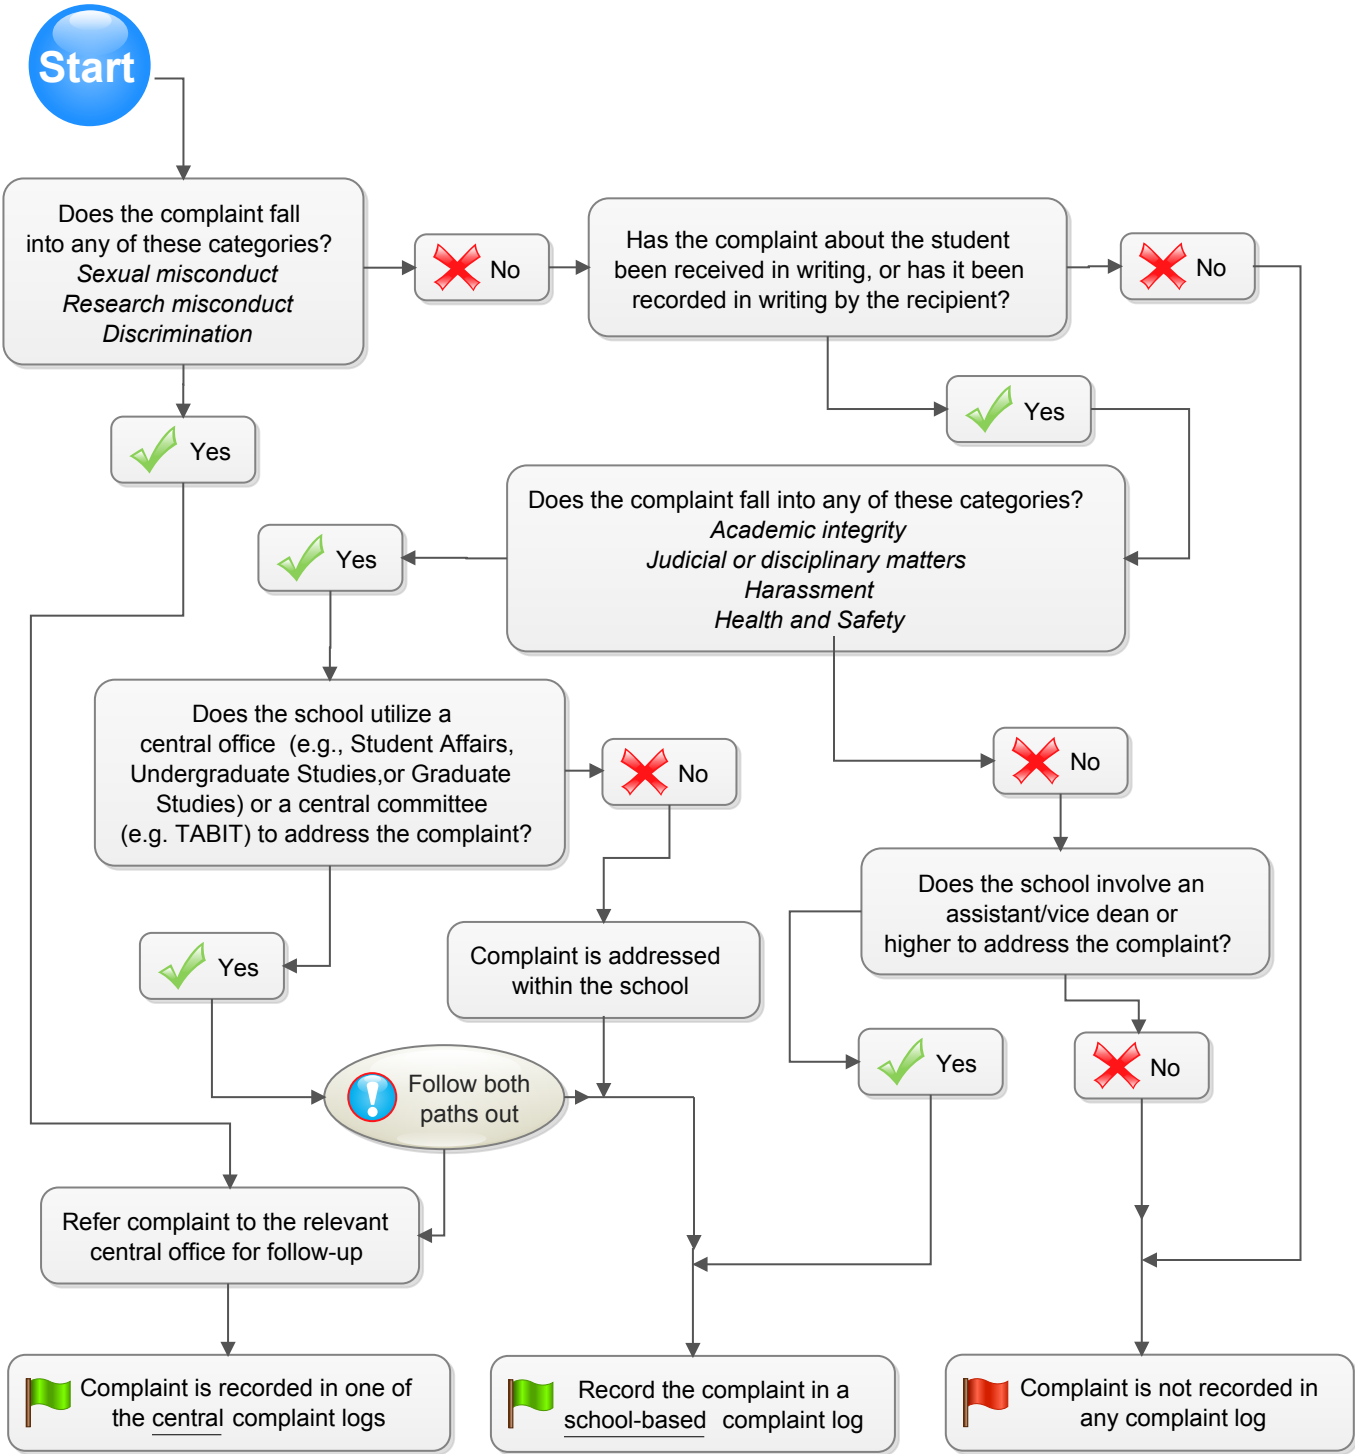 Start
Does the complaint fall
into any of these categories?
Sexual misconduct
Research misconduct
Discrimination
No
Has the complaint about the student
been received in writing, or has it been
recorded in writing by the recipient?
No
Yes
Yes
Does the complaint fall into any of these categories?
Academic integrity
Judicial or disciplinary matters
Harassment
Health and Safety
Yes
Does the school utilize a
central office (e.g., Student Affairs,
Undergraduate Studies,or Graduate
Studies) or a central committee
(e.g. TABIT) to address the complaint?
No
No
Does the school involve an
assistant/vice dean or
higher to address the complaint?
Yes
Complaint is addressed
within the school
Yes
No
Follow both
paths out
Refer complaint to the relevant
central office for follow-up
Complaint is recorded in one of
the central complaint logs
Record the complaint in a
school-based complaint log
Complaint is not recorded in
any complaint log